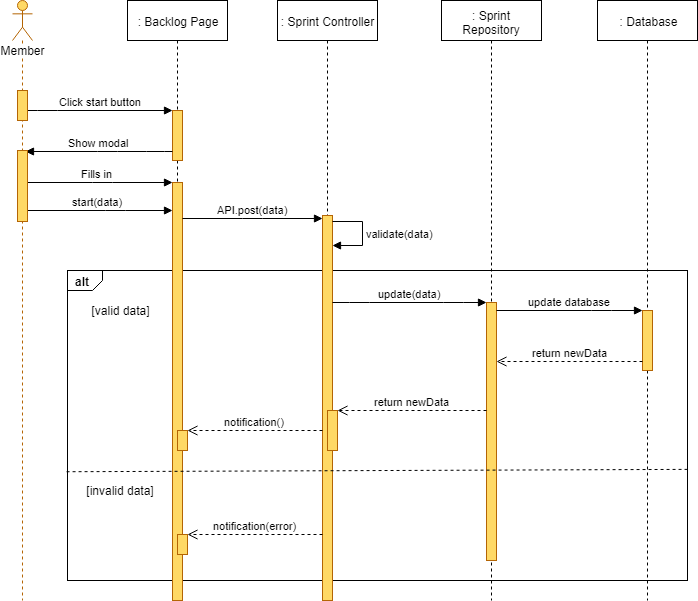 : Backlog Page
: Sprint Controller
: Sprint
Repository
: Database
Member
Click start button
Show modal
Fills in
start(data)
API.post(data)
validate(data)
alt
[valid data]
update(data)
update database
return newData
return newData
notification()
[invalid data]
notification(error)